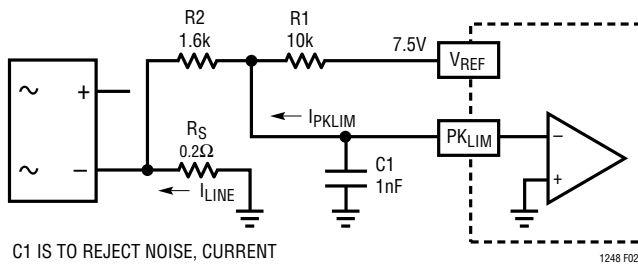 R2
1.6k
R1
10k
7.5V
VREF
IPKLIM
PKLIM
RS
0.2Ω
ILINE
C1
1nF
+
−
−
+
C1 IS TO REJECT NOISE, CURRENT
1248 F02